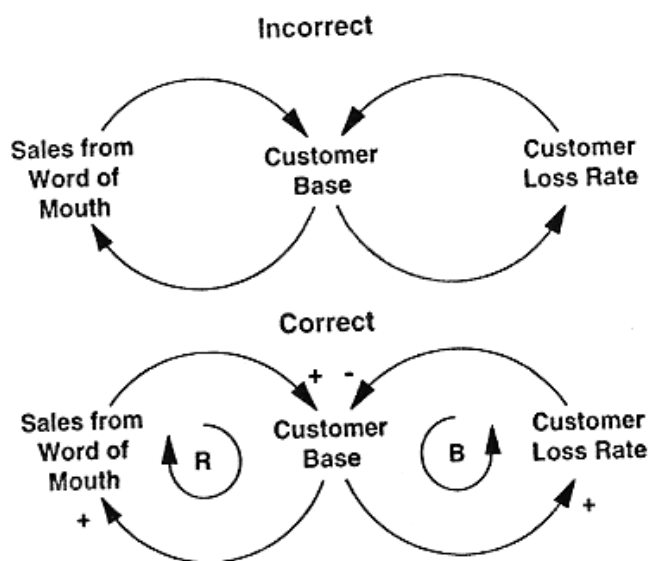 Incorrect
Sales from
Word of
Mouth
Customer
Base
Customer
Loss Rate
Correct
+ -
Sales from
Word of
Mouth
+
R
Customer
Base
B
Customer
Loss Rate
+